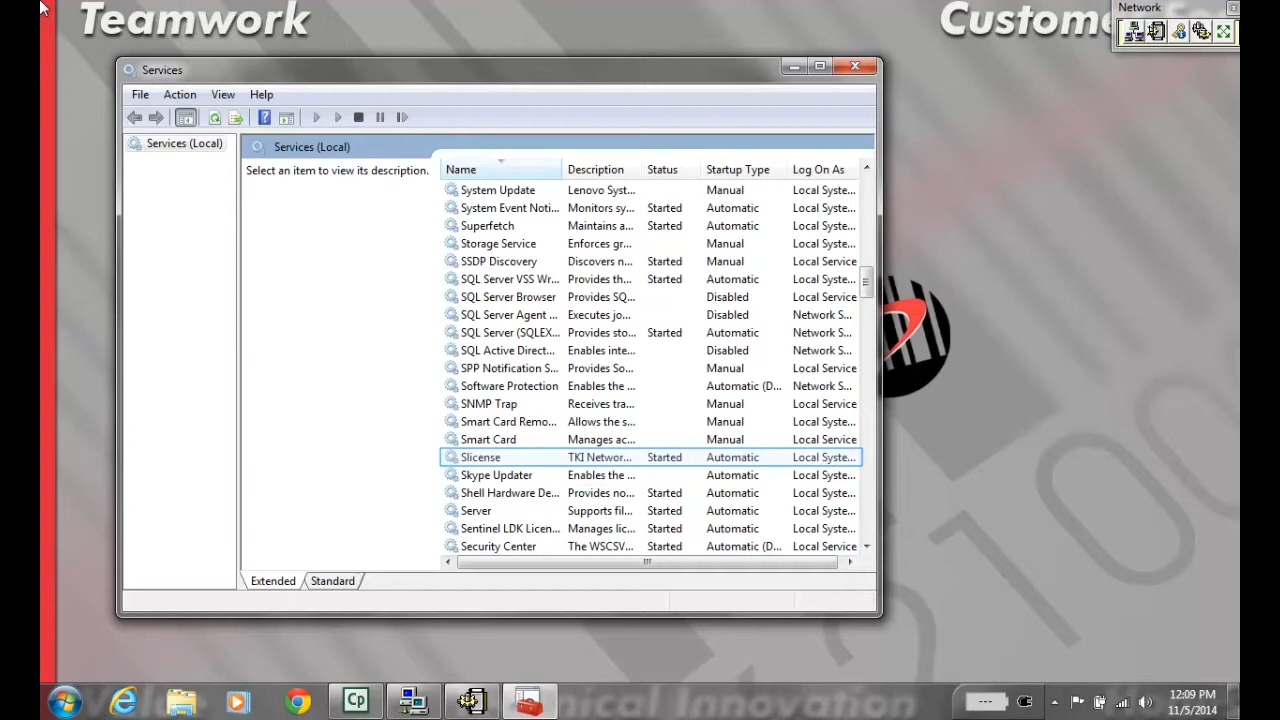 Teamwork
Custome
Network
Services
File Action View Help
Services (Local)
Services (Local)
Select an item to view its description.
Name Description Status Startup Type Log On As
System Update Lenovo Syst... Manual Local Syste...
System Event Noti... Monitors sy... Started Automatic Local Syste...
Superfetch Maintains a... Started Automatic Local Syste...
Storage Service Enforces gr... Manual Local Syste...
SSDP Discovery Discovers n... Started Manual Local Service
SQL Server VSS Wr... Provides th... Started Automatic Local Syste...
SQL Server Browser Provides SQ... Disabled Local Service
SQL Server Agent ... Executes jo... Disabled Network S...
SQL Server (SQLEX... Provides sto... Started Automatic Network S...
SQL Active Direct... Enables inte... Disabled Network S...
SPP Notification S... Provides So... Manual Local Service
Software Protection Enables the ... Automatic (D... Network S...
SNMP Trap Receives tra... Manual Local Service
Smart Card Remo... Allows the s... Manual Local Syste...
Smart Card Manages ac... Manual Local Service
Slicense TKI Networ... Started Automatic Local Syste...
Skype Updater Enables the ... Automatic Local Syste...
Shell Hardware De... Provides no... Started Automatic Local Syste...
Server Supports fil... Started Automatic Local Syste...
Sentinel LDK Licen... Manages lic... Started Automatic Local Syste...
Security Center The WSCSV... Started Automatic (D... Local Service
Extended Standard
2100
Cp
12:09 PM
11/5/2014